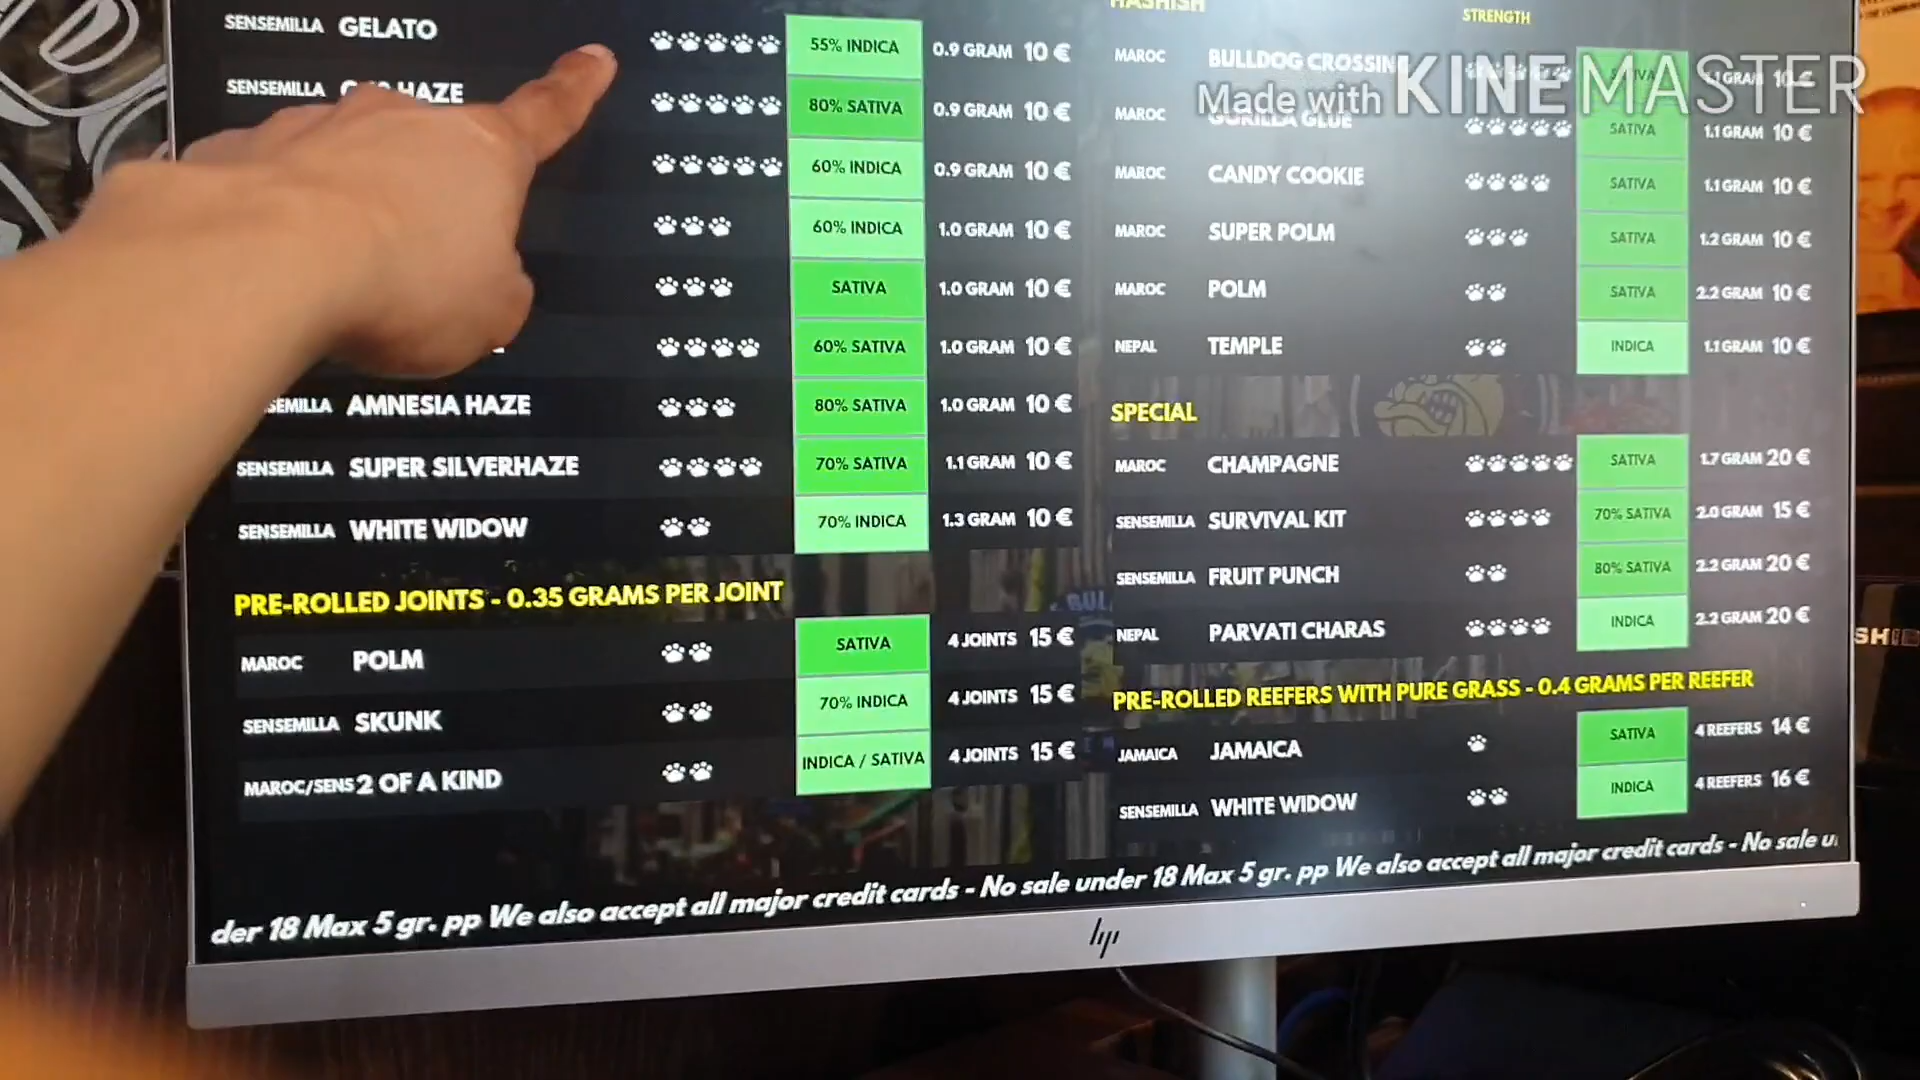 SENSEMILLA GELATO 55% INDICA 0.9 GRAM 10 €
SENSEMILLA HAZE 80% SATIVA 0.9 GRAM 10 €
60% INDICA 0.9 GRAM 10 €
60% INDICA 1.0 GRAM 10 €
SATIVA 1.0 GRAM 10 €
60% SATIVA 1.0 GRAM 10 €
AMNESIA HAZE 80% SATIVA 1.0 GRAM 10 €
SENSEMILLA SUPER SILVERHAZE 70% SATIVA 1.1 GRAM 10 €
SENSEMILLA WHITE WIDOW 70% INDICA 1.3 GRAM 10 €
PRE-ROLLED JOINTS - 0.35 GRAMS PER JOINT
MAROC POLM SATIVA 4 JOINTS 15 €
SENSEMILLA SKUNK 70% INDICA 4 JOINTS 15 €
MAROC/SENS 2 OF A KIND INDICA / SATIVA 4 JOINTS 15 €
HASHISH STRENGTH
MAROC BULLDOG CROSSIN SATIVA 1.1 GRAM 10 €
Made with KINEMASTER
MAROC GORILLA GLUE SATIVA 1.1 GRAM 10 €
MAROC CANDY COOKIE SATIVA 1.1 GRAM 10 €
MAROC SUPER POLM SATIVA 1.2 GRAM 10 €
MAROC POLM SATIVA 2.2 GRAM 10 €
NEPAL TEMPLE INDICA 1.1 GRAM 10 €
SPECIAL
MAROC CHAMPAGNE SATIVA 1.7 GRAM 20 €
SENSEMILLA SURVIVAL KIT 70% SATIVA 2.0 GRAM 15 €
SENSEMILLA FRUIT PUNCH 80% SATIVA 2.2 GRAM 20 €
NEPAL PARVATI CHARAS INDICA 2.2 GRAM 20 €
PRE-ROLLED REEFERS WITH PURE GRASS - 0.4 GRAMS PER REEFER
JAMAICA JAMAICA SATIVA 4 REEFERS 14 €
SENSEMILLA WHITE WIDOW INDICA 4 REEFERS 16 €
der 18 Max 5 gr. pp We also accept all major credit cards - No sale under 18 Max 5 gr. pp We also accept all major credit cards - No sale u
hp